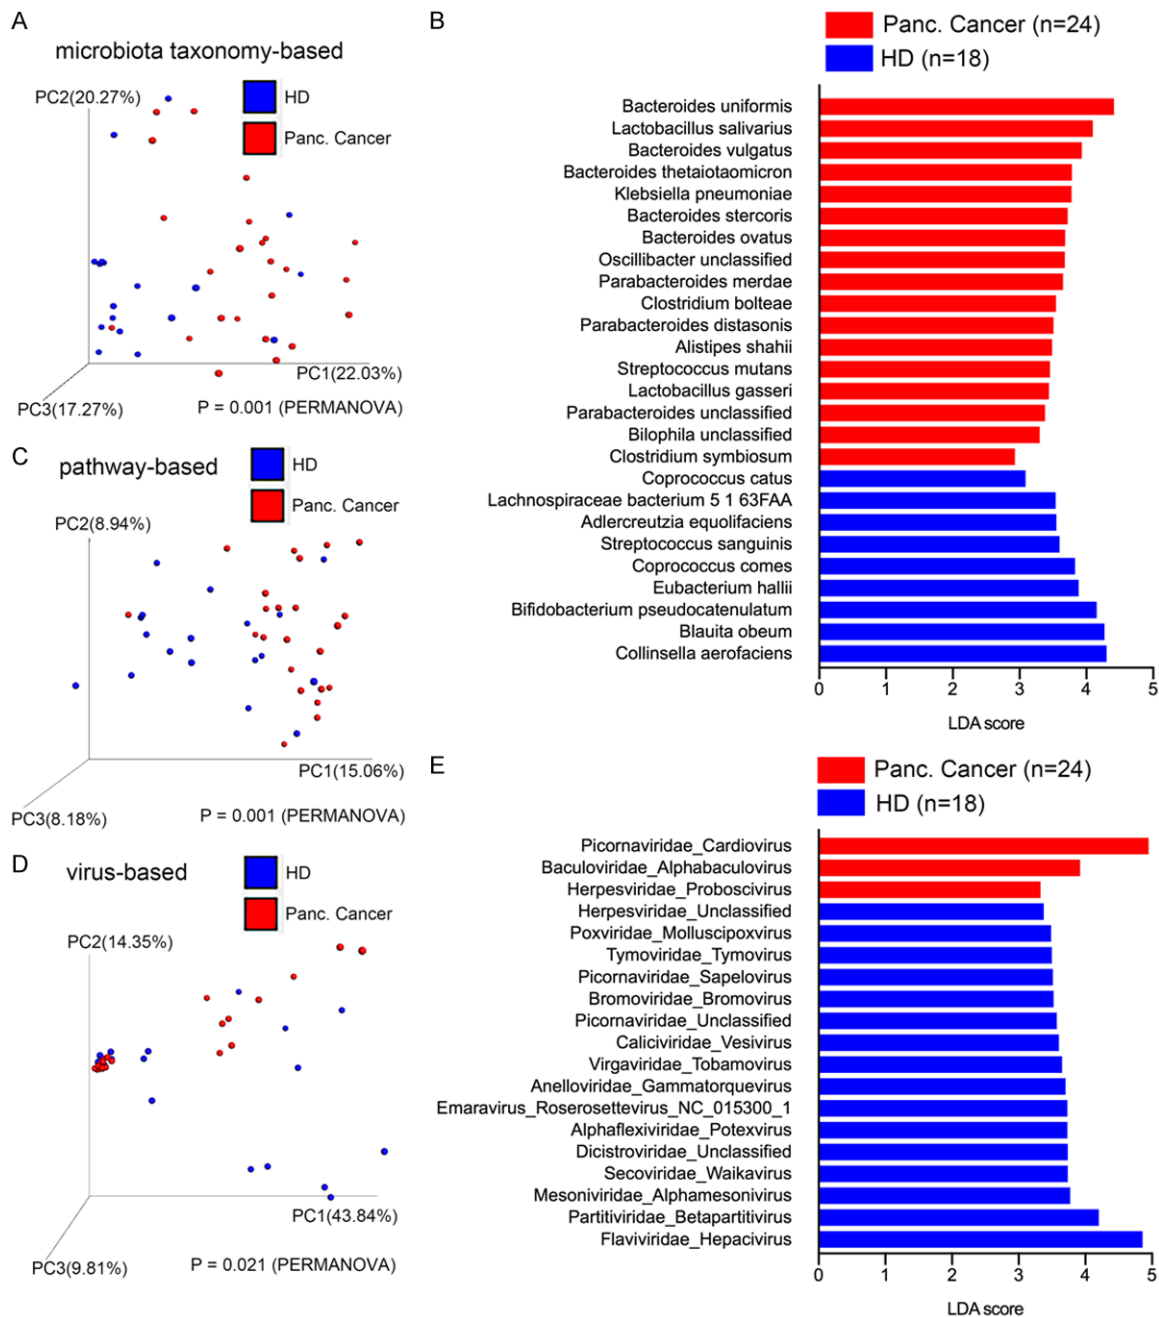 A
microbiota taxonomy-based
PC2(20.27%)
HD
Panc. Cancer
PC1(22.03%)
PC3(17.27%)
P = 0.001 (PERMANOVA)
B
Panc. Cancer (n=24)
HD (n=18)
Bacteroides uniformis
Lactobacillus salivarius
Bacteroides vulgatus
Bacteroides thetaiotaomicron
Klebsiella pneumoniae
Bacteroides stercoris
Bacteroides ovatus
Oscillibacter unclassified
Parabacteroides merdae
Clostridium bolteae
Parabacteroides distasonis
Alistipes shahii
Streptococcus mutans
Lactobacillus gasseri
Parabacteroides unclassified
Bilophila unclassified
Clostridium symbiosum
Coprococcus catus
Lachnospiraceae bacterium 5 1 63FAA
Adlercreutzia equolifaciens
Streptococcus sanguinis
Coprococcus comes
Eubacterium hallii
Bifidobacterium pseudocatenulatum
Blauita obeum
Collinsella aerofaciens
0 1 2 3 4 5
LDA score
C
pathway-based
HD
Panc. Cancer
PC2(8.94%)
PC1(15.06%)
PC3(8.18%)
P = 0.001 (PERMANOVA)
D
virus-based
HD
Panc. Cancer
PC2(14.35%)
PC1(43.84%)
PC3(9.81%)
P = 0.021 (PERMANOVA)
E
Panc. Cancer (n=24)
HD (n=18)
Picornaviridae_Cardiovirus
Baculoviridae_Alphabaculovirus
Herpesviridae_Proboscivirus
Herpesviridae_Unclassified
Poxviridae_Molluscipoxvirus
Tymoviridae_Tymovirus
Picornaviridae_Sapelovirus
Bromoviridae_Bromovirus
Picornaviridae_Unclassified
Caliciviridae_Vesivirus
Virgaviridae_Tobamovirus
Anelloviridae_Gammatorquevirus
Emaravirus_Roserosettevirus_NC_015300_1
Alphaflexiviridae_Potexvirus
Dicistroviridae_Unclassified
Secoviridae_Waikavirus
Mesoniviridae_Alphamesonivirus
Partitiviridae_Betapartitivirus
Flaviviridae_Hepacivirus
0 1 2 3 4 5
LDA score